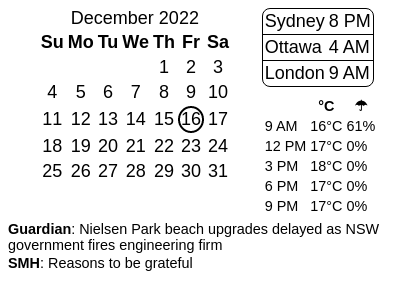 December 2022
Su Mo Tu We Th Fr Sa
1 2 3
4 5 6 7 8 9 10
11 12 13 14 15 16 17
18 19 20 21 22 23 24
25 26 27 28 29 30 31
Sydney 8 PM
Ottawa 4 AM
London 9 AM
°C ☂
9 AM 16°C 61%
12 PM 17°C 0%
3 PM 18°C 0%
6 PM 17°C 0%
9 PM 17°C 0%
Guardian: Nielsen Park beach upgrades delayed as NSW
government fires engineering firm
SMH: Reasons to be grateful